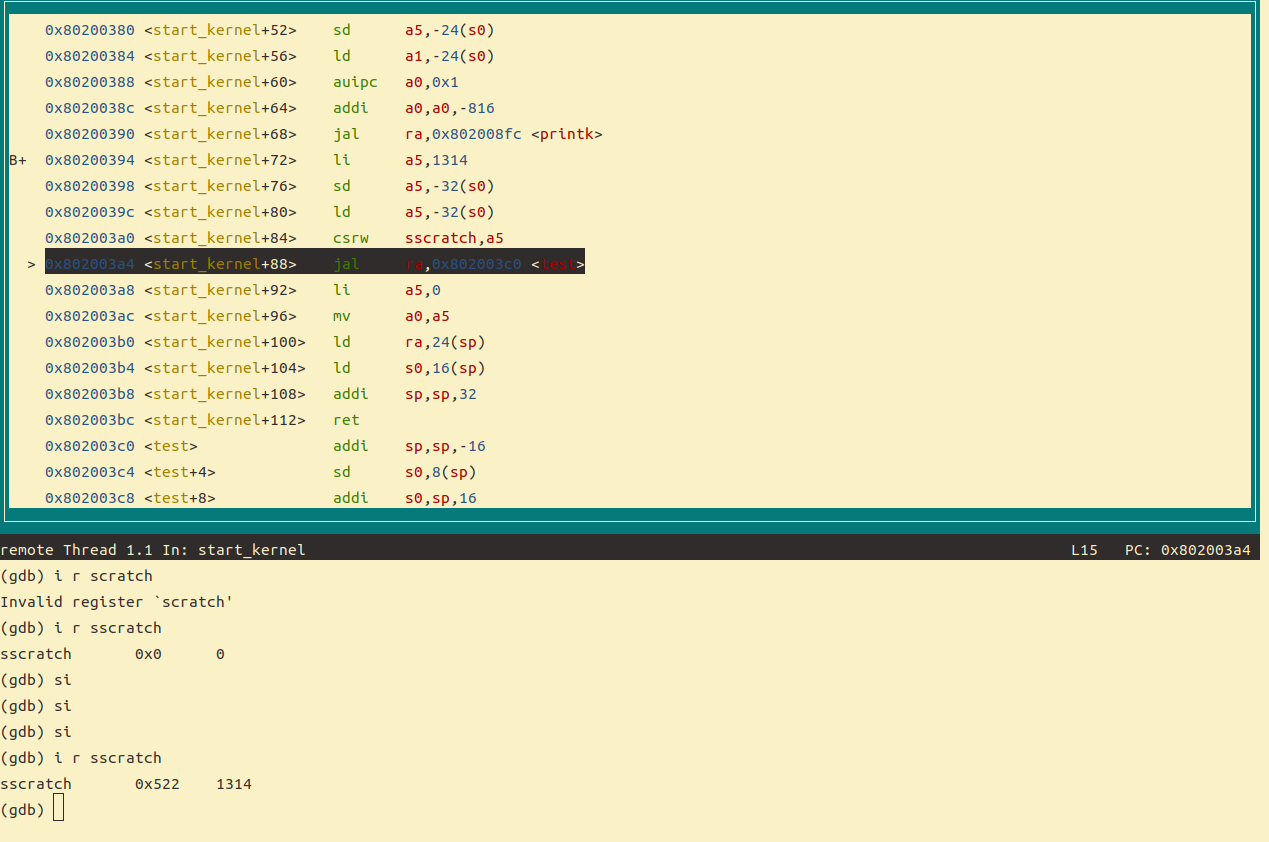 0x80200380 <start_kernel+52> sd a5,-24(s0)
0x80200384 <start_kernel+56> ld a1,-24(s0)
0x80200388 <start_kernel+60> auipc a0,0x1
0x8020038c <start_kernel+64> addi a0,a0,-816
0x80200390 <start_kernel+68> jal ra,0x802008fc <printk>
B+ 0x80200394 <start_kernel+72> li a5,1314
0x80200398 <start_kernel+76> sd a5,-32(s0)
0x8020039c <start_kernel+80> ld a5,-32(s0)
0x802003a0 <start_kernel+84> csrw sscratch,a5
> 0x802003a4 <start_kernel+88> jal ra,0x802003c0 <test>
0x802003a8 <start_kernel+92> li a5,0
0x802003ac <start_kernel+96> mv a0,a5
0x802003b0 <start_kernel+100> ld ra,24(sp)
0x802003b4 <start_kernel+104> ld s0,16(sp)
0x802003b8 <start_kernel+108> addi sp,sp,32
0x802003bc <start_kernel+112> ret
0x802003c0 <test> addi sp,sp,-16
0x802003c4 <test+4> sd s0,8(sp)
0x802003c8 <test+8> addi s0,sp,16
remote Thread 1.1 In: start_kernel L15 PC: 0x802003a4
(gdb) i r scratch
Invalid register `scratch'
(gdb) i r sscratch
sscratch 0x0 0
(gdb) si
(gdb) si
(gdb) si
(gdb) i r sscratch
sscratch 0x522 1314
(gdb)